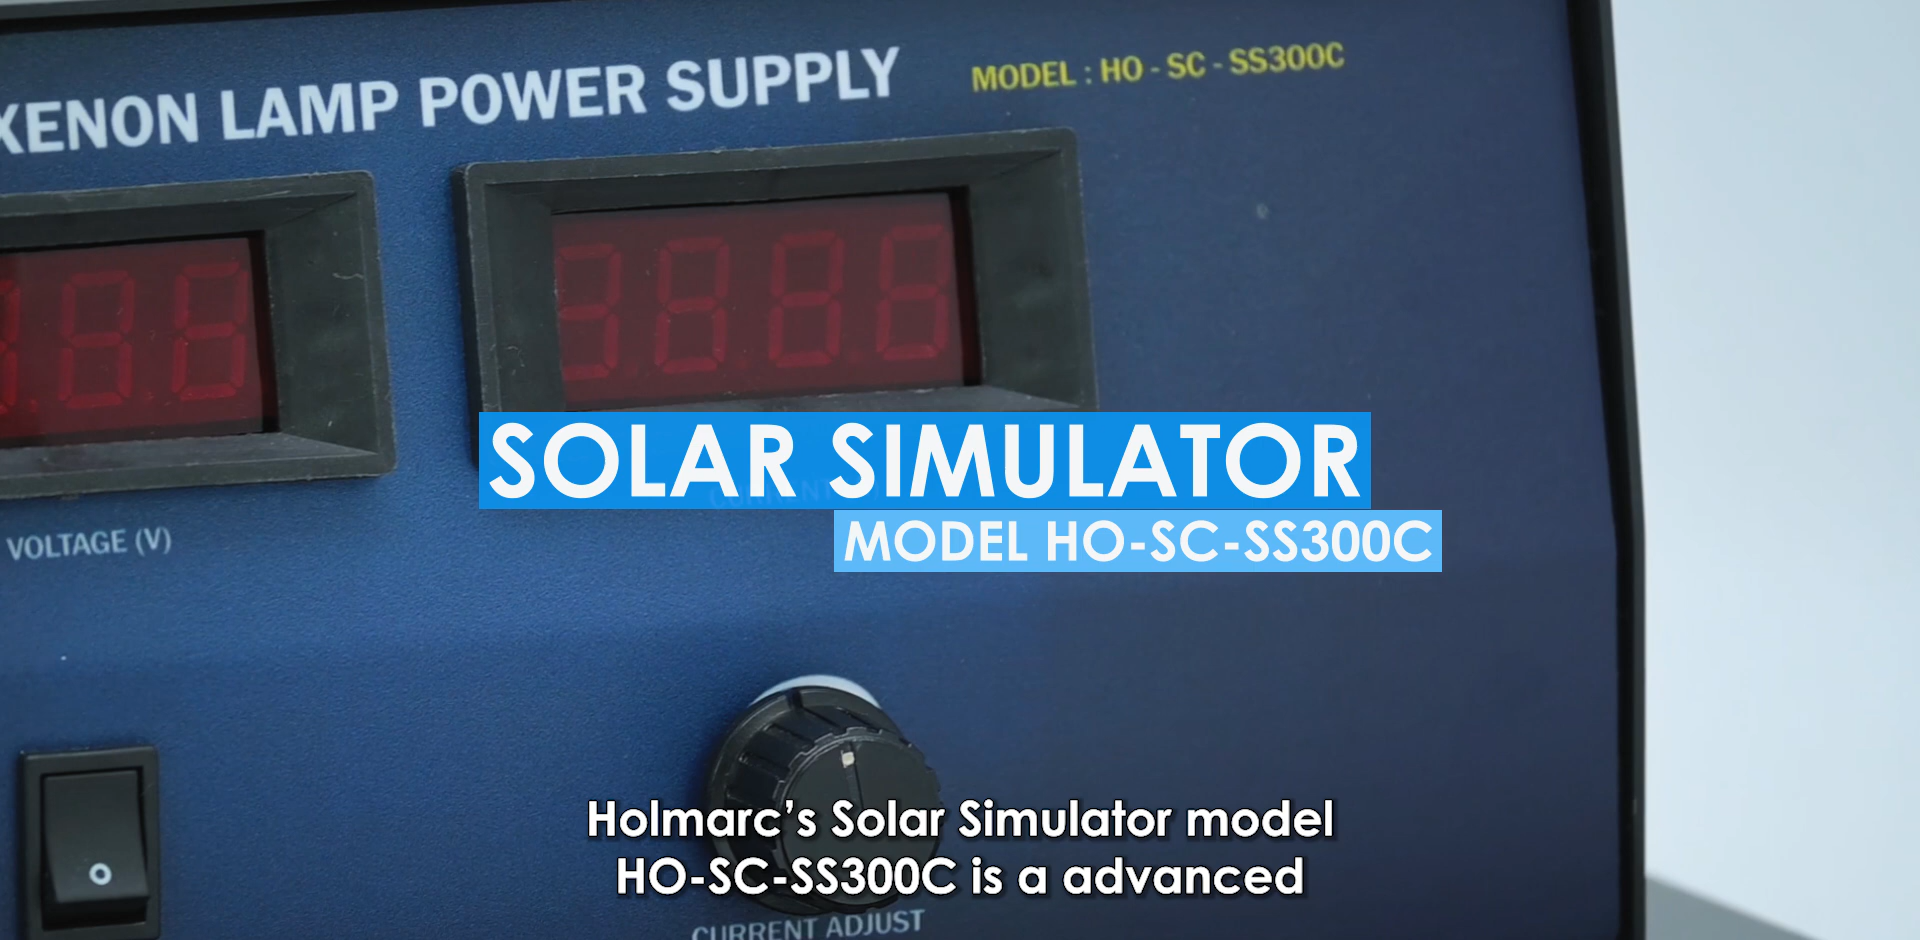 XENON LAMP POWER SUPPLY
MODEL : HO - SC - SS300C
SOLAR SIMULATOR
MODEL HO-SC-SS300C
VOLTAGE (V)
O
Holmarc’s Solar Simulator model
HO-SC-SS300C is a advanced
CURRENT ADJUST